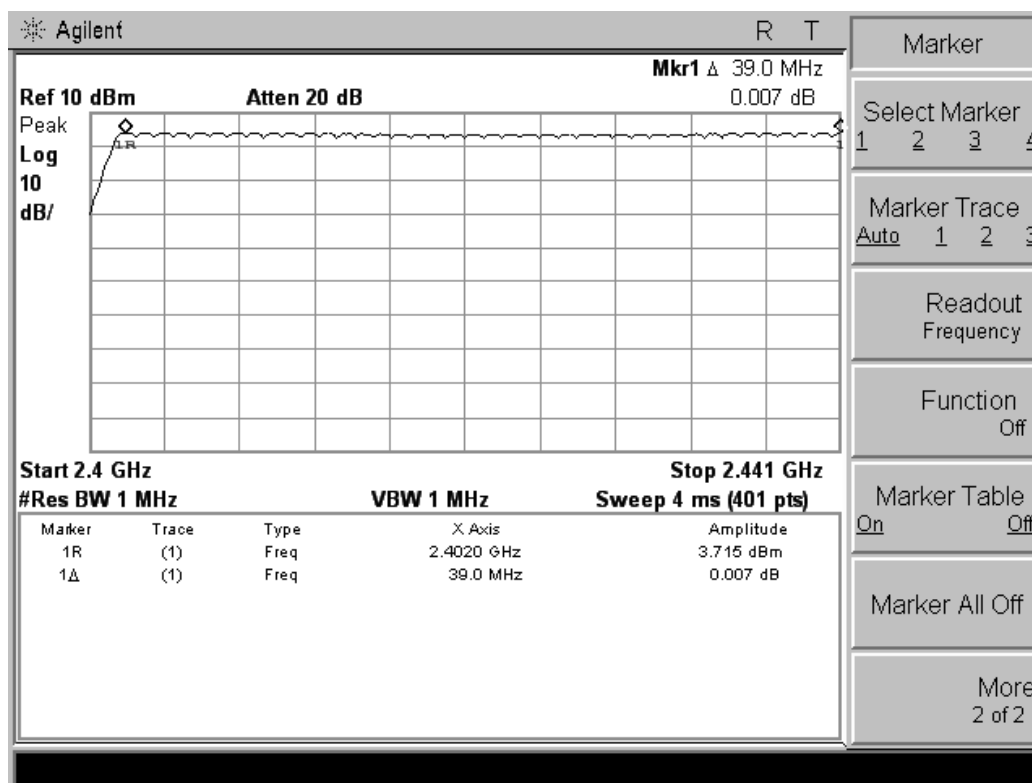 Agilent R T
Mkr1 Δ 39.0 MHz
Ref 10 dBm Atten 20 dB 0.007 dB
Peak
Log
10
dB/
1R
1
Start 2.4 GHz Stop 2.441 GHz
#Res BW 1 MHz VBW 1 MHz Sweep 4 ms (401 pts)
Marker Trace Type X Axis Amplitude
1R (1) Freq 2.4020 GHz 3.715 dBm
1Δ (1) Freq 39.0 MHz 0.007 dB
Marker
Select Marker
1 2 3 4
Marker Trace
Auto 1 2 3
Readout
Frequency
Function
Off
Marker Table
On Off
Marker All Off
More
2 of 2